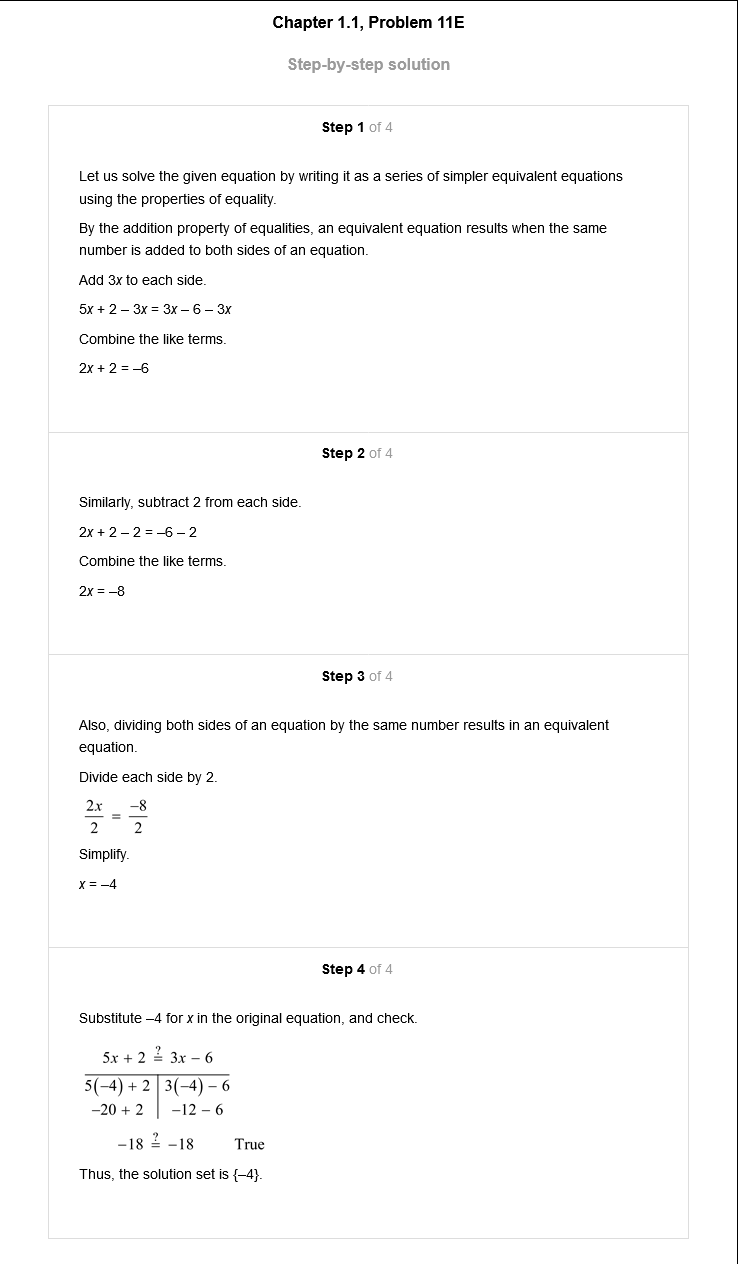 Chapter 1.1, Problem 11E
Step-by-step solution
Step 1 of 4
Let us solve the given equation by writing it as a series of simpler equivalent equations
using the properties of equality.
By the addition property of equalities, an equivalent equation results when the same
number is added to both sides of an equation.
Add 3x to each side.
5x + 2 – 3x = 3x – 6 – 3x
Combine the like terms.
2x + 2 = –6
Step 2 of 4
Similarly, subtract 2 from each side.
2x + 2 – 2 = –6 – 2
Combine the like terms.
2x = –8
Step 3 of 4
Also, dividing both sides of an equation by the same number results in an equivalent
equation.
Divide each side by 2.
2x/2 = –8/2
Simplify.
x = –4
Step 4 of 4
Substitute –4 for x in the original equation, and check.
5x + 2 ≟ 3x – 6
5(–4) + 2 | 3(–4) – 6
–20 + 2 | –12 – 6
–18 ≟ –18 True
Thus, the solution set is {–4}.